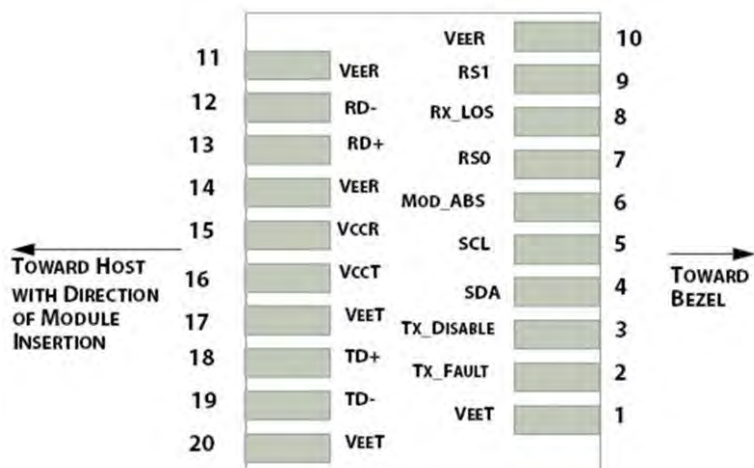 11 VEER
12 RD-
13 RD+
14 VEER
15 VCCR
16 VCCT
17 VEET
18 TD+
19 TD-
20 VEET
VEER 10
RS1 9
RX_LOS 8
RS0 7
MOD_ABS 6
SCL 5
SDA 4
TX_DISABLE 3
TX_FAULT 2
VEET 1
TOWARD HOST
WITH DIRECTION
OF MODULE
INSERTION
TOWARD
BEZEL